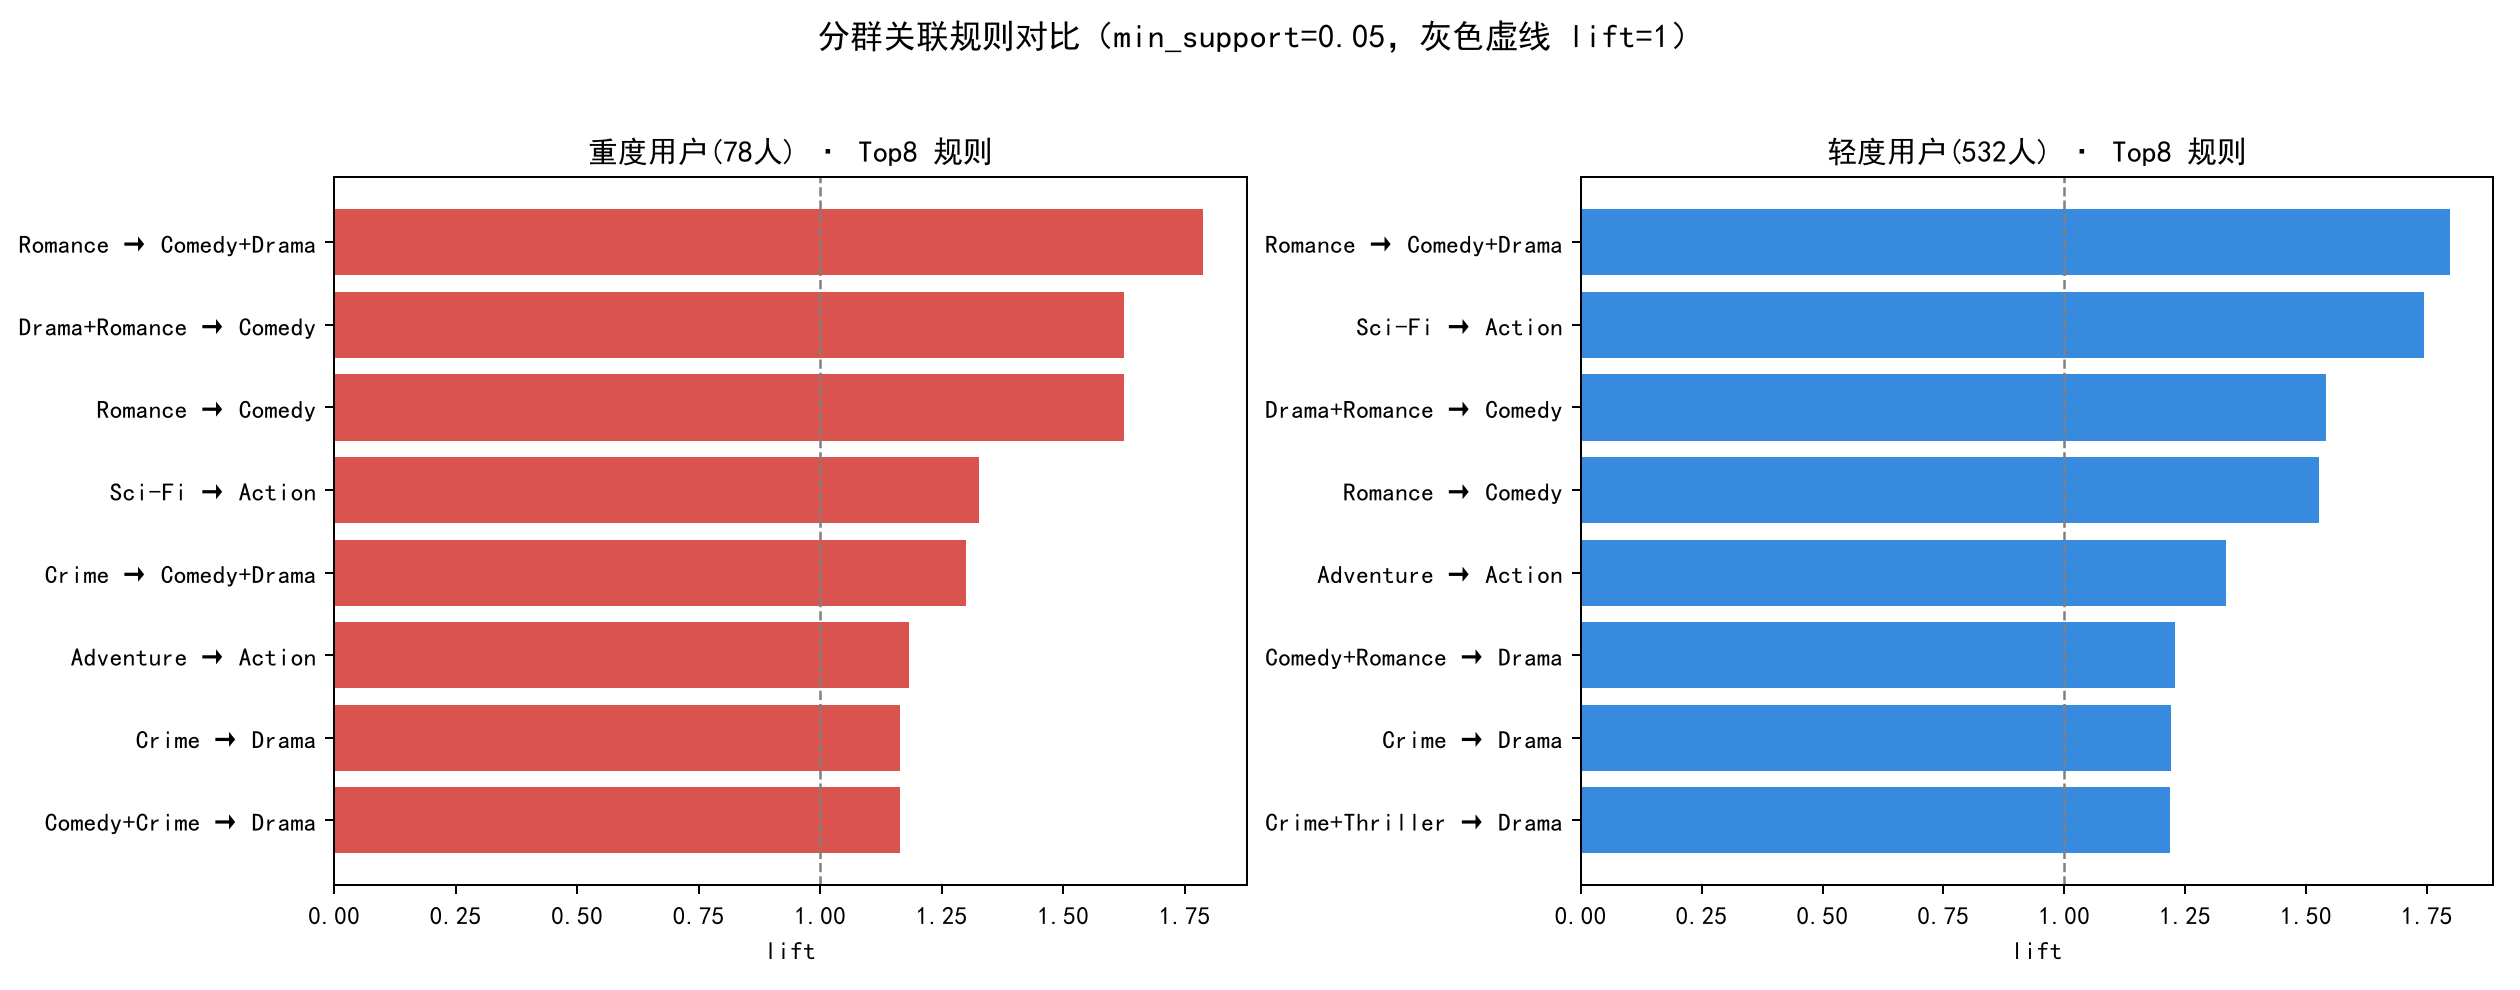 分群关联规则对比（min_support=0.05，灰色虚线 lift=1）
重度用户(78人) · Top8 规则
Romance → Comedy+Drama
Drama+Romance → Comedy
Romance → Comedy
Sci-Fi → Action
Crime → Comedy+Drama
Adventure → Action
Crime → Drama
Comedy+Crime → Drama
0.00 0.25 0.50 0.75 1.00 1.25 1.50 1.75
lift
轻度用户(532人) · Top8 规则
Romance → Comedy+Drama
Sci-Fi → Action
Drama+Romance → Comedy
Romance → Comedy
Adventure → Action
Comedy+Romance → Drama
Crime → Drama
Crime+Thriller → Drama
0.00 0.25 0.50 0.75 1.00 1.25 1.50 1.75
lift